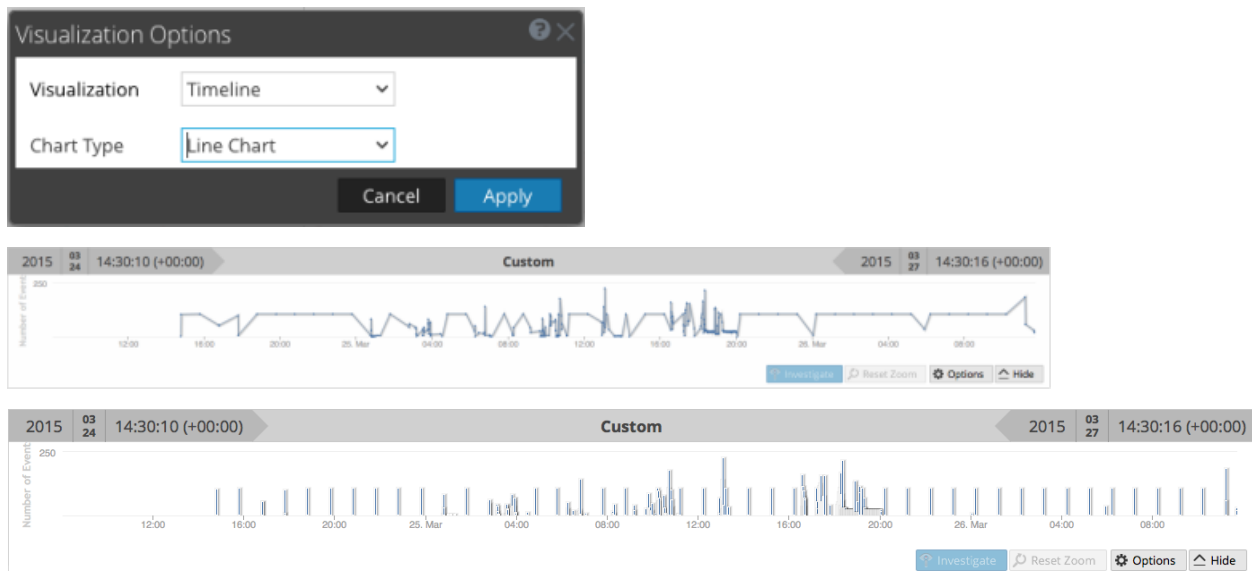 Visualization Options
Visualization Timeline
Chart Type Line Chart
Cancel Apply
2015 03 24 14:30:10 (+00:00) Custom 2015 03 27 14:30:16 (+00:00)
Number of Event
250
12:00 16:00 20:00 25. Mar 04:00 08:00 12:00 16:00 20:00 26. Mar 04:00 08:00
Investigate Reset Zoom Options Hide
2015 03 24 14:30:10 (+00:00) Custom 2015 03 27 14:30:16 (+00:00)
Number of Event
250
12:00 16:00 20:00 25. Mar 04:00 08:00 12:00 16:00 20:00 26. Mar 04:00 08:00
Investigate Reset Zoom Options Hide